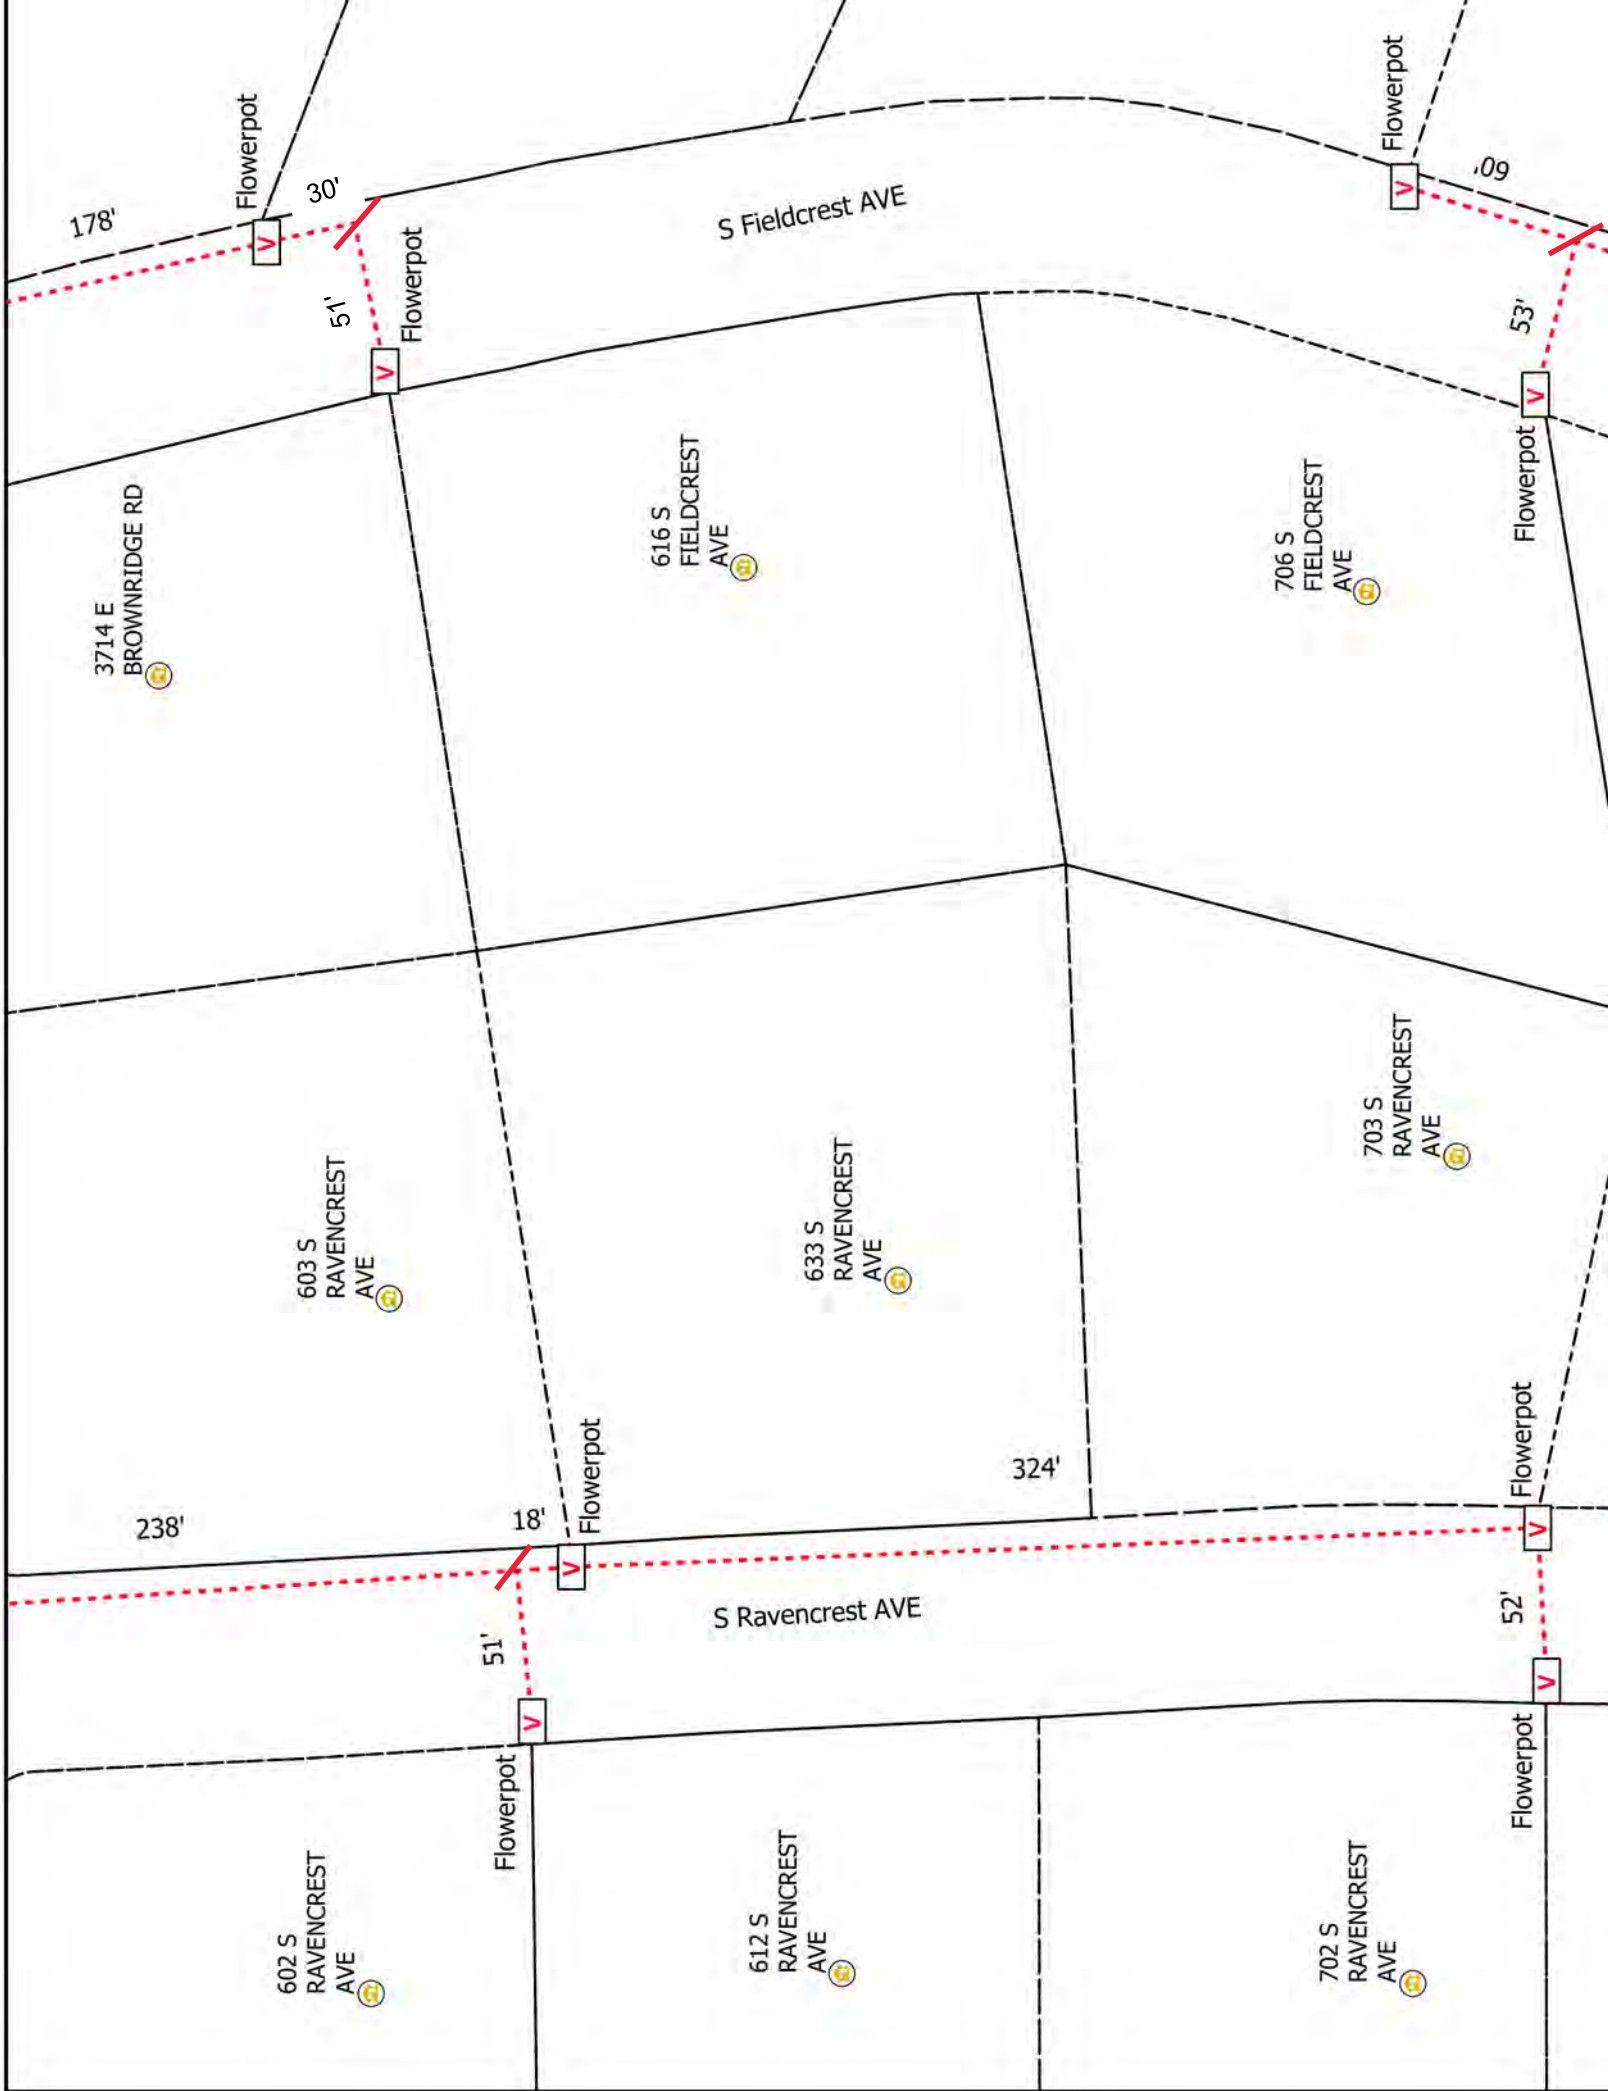 178'
Flowerpot
V
30'
51'
Flowerpot
V
S Fieldcrest AVE
Flowerpot
V
60'
53'
V
Flowerpot
3714 E
BROWNRIDGE RD
616 S
FIELDCREST
AVE
706 S
FIELDCREST
AVE
603 S
RAVENCREST
AVE
633 S
RAVENCREST
AVE
703 S
RAVENCREST
AVE
238'
18'
Flowerpot
V
324'
Flowerpot
V
51'
S Ravencrest AVE
52'
V
Flowerpot
V
Flowerpot
602 S
RAVENCREST
AVE
612 S
RAVENCREST
AVE
702 S
RAVENCREST
AVE